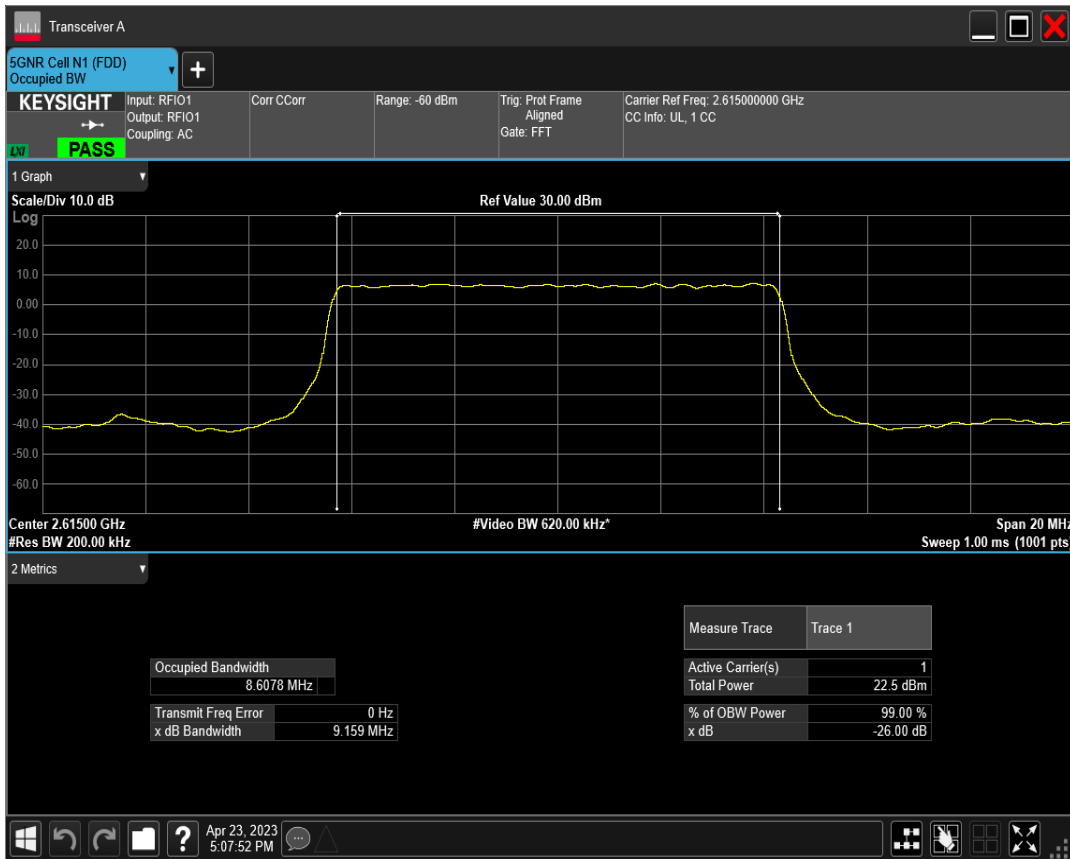 Transceiver A
5GNR Cell N1 (FDD)
Occupied BW
+
KEYSIGHT
LXI
PASS
Input: RFIO1
Output: RFIO1
Coupling: AC
Corr CCorr
Range: -60 dBm
Trig: Prot Frame
Aligned
Gate: FFT
Carrier Ref Freq: 2.615000000 GHz
CC Info: UL, 1 CC
1 Graph
Scale/Div 10.0 dB
Ref Value 30.00 dBm
Log
20.0
10.0
0.00
-10.0
-20.0
-30.0
-40.0
-50.0
-60.0
Center 2.61500 GHz
#Video BW 620.00 kHz*
Span 20 MHz
#Res BW 200.00 kHz
Sweep 1.00 ms (1001 pts)
2 Metrics
Measure Trace Trace 1
Occupied Bandwidth
8.6078 MHz
Active Carrier(s) 1
Total Power 22.5 dBm
Transmit Freq Error 0 Hz
x dB Bandwidth 9.159 MHz
% of OBW Power 99.00 %
x dB -26.00 dB
?
Apr 23, 2023
5:07:52 PM